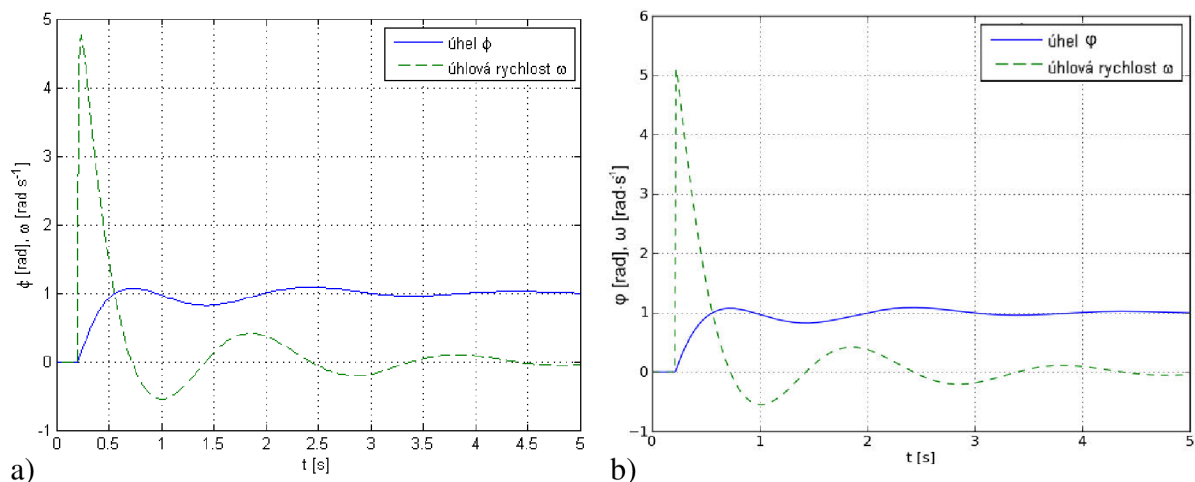 5
4
3
2
1
0
-1
ϕ [rad], ω [rad s⁻¹]
úhel ϕ
úhlová rychlost ω
0 0.5 1 1.5 2 2.5 3 3.5 4 4.5 5
t [s]
a)
6
5
4
3
2
1
0
−1
φ [rad], ω [rad·s⁻¹]
úhel φ
úhlová rychlost ω
0 1 2 3 4 5
t [s]
b)